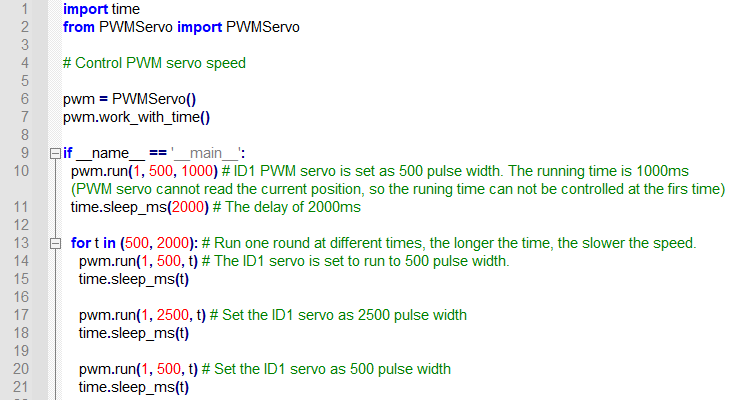 1 import time
2 from PWMServo import PWMServo
3
4 # Control PWM servo speed
5
6 pwm = PWMServo()
7 pwm.work_with_time()
8
9 if __name__ == '__main__':
10 pwm.run(1, 500, 1000) # ID1 PWM servo is set as 500 pulse width. The running time is 1000ms
(PWM servo cannot read the current position, so the runing time can not be controlled at the firs time)
11 time.sleep_ms(2000) # The delay of 2000ms
12
13 for t in (500, 2000): # Run one round at different times, the longer the time, the slower the speed.
14 pwm.run(1, 500, t) # The ID1 servo is set to run to 500 pulse width.
15 time.sleep_ms(t)
16
17 pwm.run(1, 2500, t) # Set the ID1 servo as 2500 pulse width
18 time.sleep_ms(t)
19
20 pwm.run(1, 500, t) # Set the ID1 servo as 500 pulse width
21 time.sleep_ms(t)